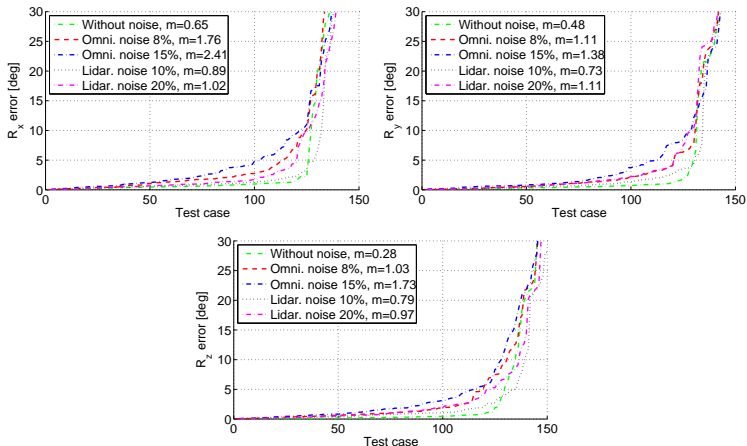 30
25
20
15
10
5
0
R_x error [deg]
Without noise, m=0.65
Omni. noise 8%, m=1.76
Omni. noise 15%, m=2.41
Lidar. noise 10%, m=0.89
Lidar. noise 20%, m=1.02
0 50 100 150
Test case
30
25
20
15
10
5
0
R_y error [deg]
Without noise, m=0.48
Omni. noise 8%, m=1.11
Omni. noise 15%, m=1.38
Lidar. noise 10%, m=0.73
Lidar. noise 20%, m=1.11
0 50 100 150
Test case
30
25
20
15
10
5
0
R_z error [deg]
Without noise, m=0.28
Omni. noise 8%, m=1.03
Omni. noise 15%, m=1.73
Lidar. noise 10%, m=0.79
Lidar. noise 20%, m=0.97
0 50 100 150
Test case